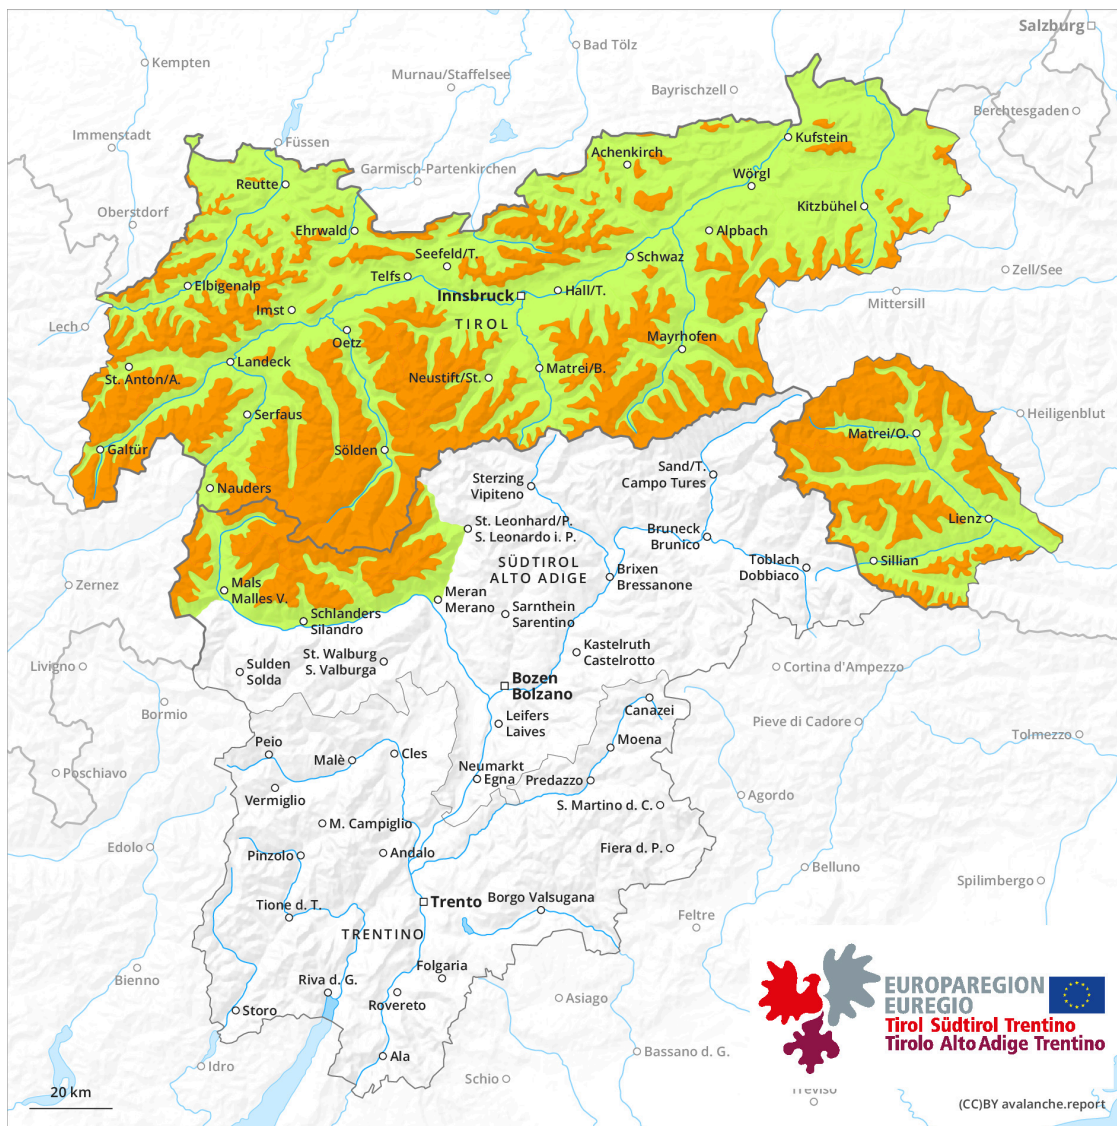 Salzburg
Kempten
Bad Tölz
Murnau/Staffelsee
Bayrischzell
Berchtesgaden
Immenstadt
Füssen
Kufstein
Achenkirch
Garmisch-Partenkirchen
Wörgl
Reutte
Kitzbühel
Oberstdorf
Ehrwald
Alpbach
Seefeld/T.
Schwaz
Telfs
Zell/See
Elbigenalp
Hall/T.
Innsbruck
Mittersill
Imst
TIROL
Lech
Oetz
Mayrhofen
Landeck
Matrei/B.
St. Anton/A.
Neustift/St.
Serfaus
Heiligenblut
Matrei/O.
Galtür
Sölden
Sand/T.
Campo Tures
Sterzing
Vipiteno
Nauders
Lienz
St. Leonhard/P.
S. Leonardo i. P.
Bruneck
Brunico
SÜDTIROL
ALTO ADIGE
Toblach
Dobbiaco
Sillian
Brixen
Bressanone
Zernez
Mals
Malles V.
Meran
Merano
Sarnthein
Sarentino
Schlanders
Silandro
Kastelruth
Castelrotto
St. Walburg
S. Valburga
Livigno
Sulden
Solda
Cortina d'Ampezzo
Bozen
Bolzano
Bormio
Canazei
Leifers
Laives
Pieve di Cadore
Tolmezzo
Peio
Moena
Malè
Cles
Poschiavo
Neumarkt
Egna
Predazzo
Vermiglio
Agordo
S. Martino d. C.
M. Campiglio
Edolo
Pinzolo
Andalo
Fiera d. P.
Belluno
Spilimbergo
Trento
Borgo Valsugana
Tione d. T.
Feltre
TRENTINO
Folgaria
Bienno
Riva d. G.
Rovereto
Asiago
Storo
EUROPAREGION
EUREGIO
Tirol Südtirol Trentino
Tirolo Alto Adige Trentino
Ala
Bassano d. G.
Idro
Schio
Treviso
20 km
(CC)BY avalanche.report